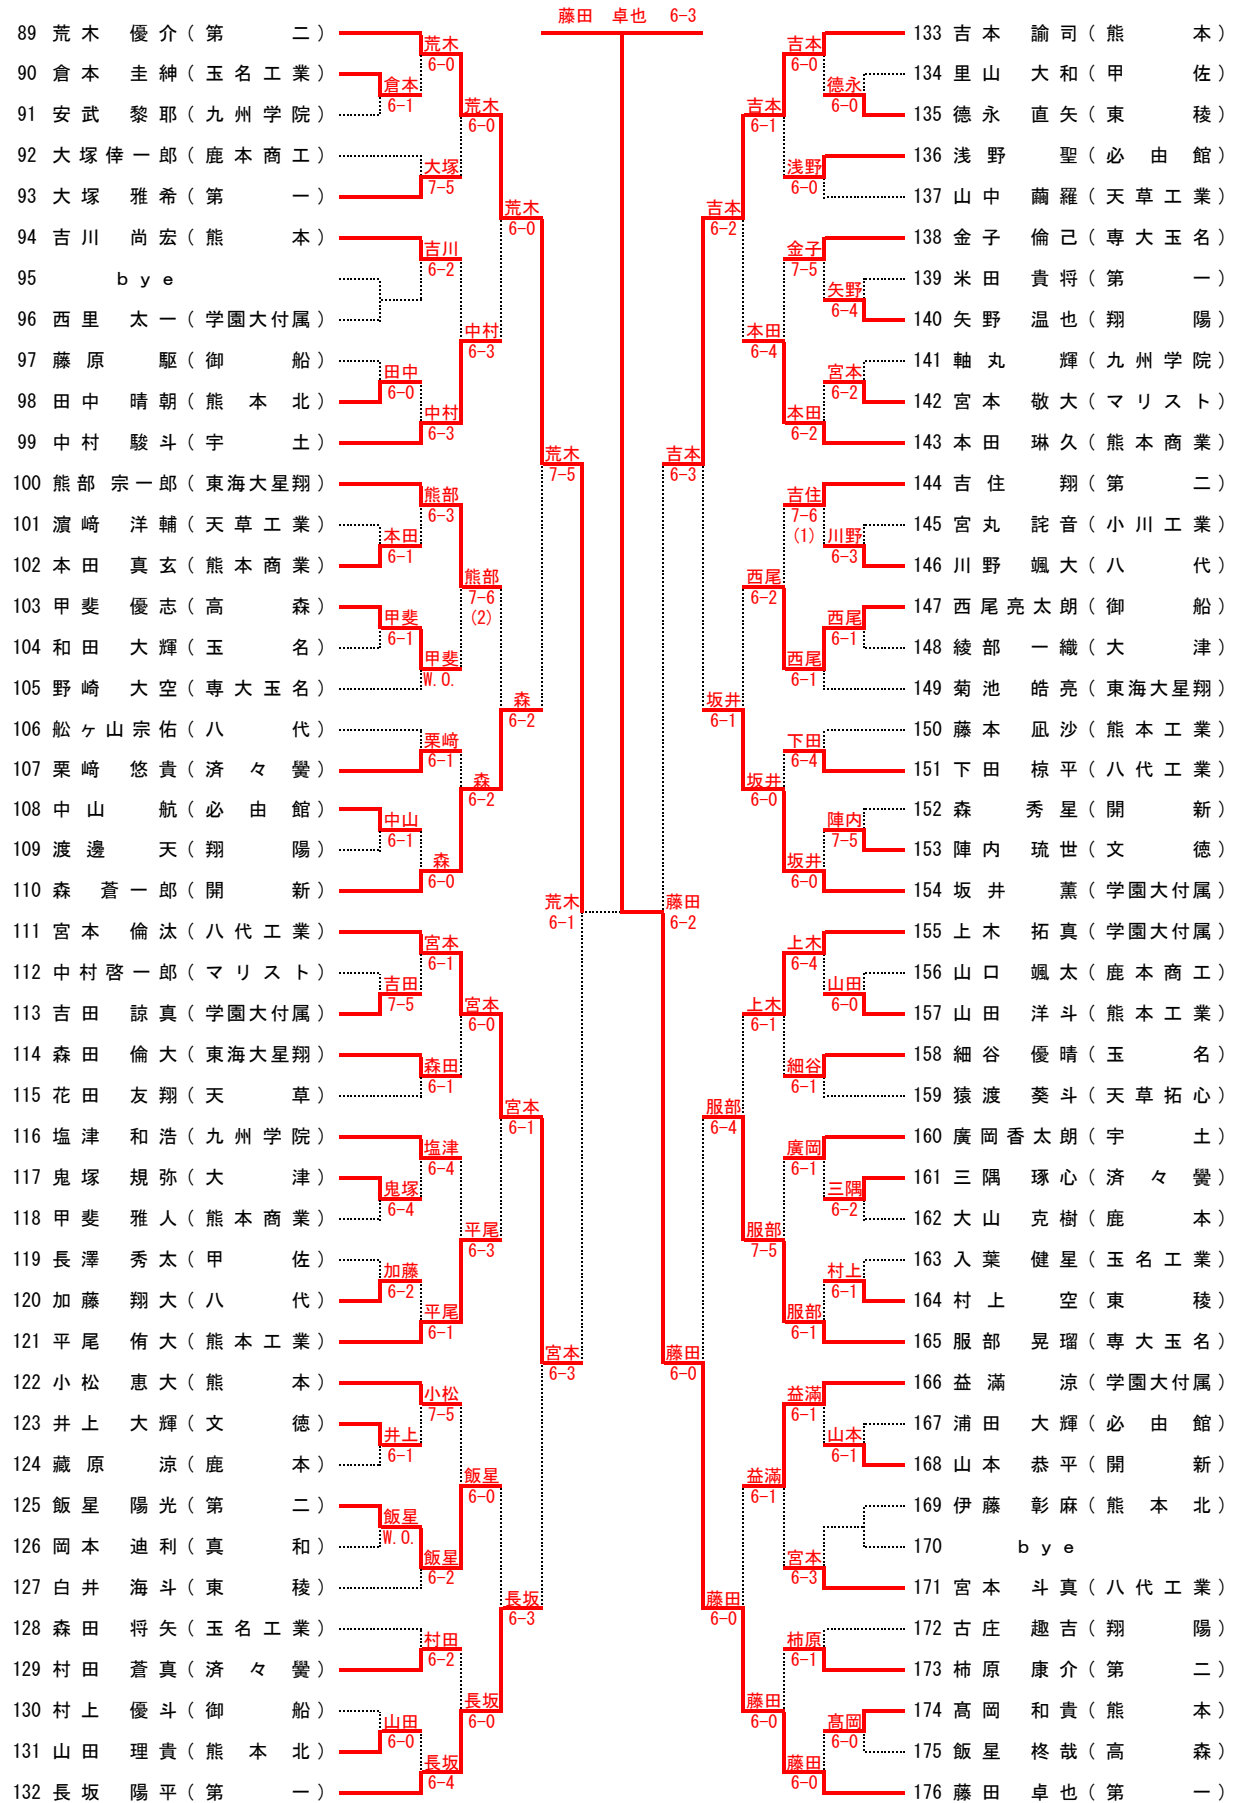 藤田 卓也 6-3
89 荒木 優介（第二）
90 倉本 圭紳（玉名工業）
91 安武 黎耶（九州学院）
92 大塚倖一郎（鹿本商工）
93 大塚 雅希（第一）
94 吉川 尚宏（熊本）
95 bye
96 西里 太一（学園大付属）
97 藤原 駆（御船）
98 田中 晴朝（熊本北）
99 中村 駿斗（宇土）
100 熊部 宗一郎（東海大星翔）
101 濵﨑 洋輔（天草工業）
102 本田 真玄（熊本商業）
103 甲斐 優志（高森）
104 和田 大輝（玉名）
105 野崎 大空（専大玉名）
106 舩ヶ山宗佑（八代）
107 栗﨑 悠貴（済々黌）
108 中山 航（必由館）
109 渡邊 天（翔陽）
110 森 蒼一郎（開新）
111 宮本 倫汰（八代工業）
112 中村啓一郎（マリスト）
113 吉田 諒真（学園大付属）
114 森田 倫大（東海大星翔）
115 花田 友翔（天草）
116 塩津 和浩（九州学院）
117 鬼塚 規弥（大津）
118 甲斐 雅人（熊本商業）
119 長澤 秀太（甲佐）
120 加藤 翔大（八代）
121 平尾 侑大（熊本工業）
122 小松 恵大（熊本）
123 井上 大輝（文徳）
124 藏原 涼（鹿本）
125 飯星 陽光（第二）
126 岡本 迪利（真和）
127 白井 海斗（東稜）
128 森田 将矢（玉名工業）
129 村田 蒼真（済々黌）
130 村上 優斗（御船）
131 山田 理貴（熊本北）
132 長坂 陽平（第一）
荒木
6-0
倉本
6-1
大塚
7-5
吉川
6-2
田中
6-0
中村
6-3
熊部
6-3
本田
6-1
甲斐
6-1
甲斐
W.O.
栗﨑
6-1
中山
6-1
森
6-0
宮本
6-1
吉田
7-5
森田
6-1
塩津
6-4
鬼塚
6-4
加藤
6-2
平尾
6-1
小松
7-5
井上
6-1
飯星
W.O.
飯星
6-2
村田
6-2
山田
6-0
長坂
6-4
荒木
6-0
中村
6-3
熊部
7-6
(2)
森
6-2
宮本
6-0
平尾
6-3
飯星
6-0
長坂
6-0
荒木
6-0
森
6-2
宮本
6-1
長坂
6-3
荒木
7-5
宮本
6-3
荒木
6-1
藤田
6-2
吉本
6-3
藤田
6-0
吉本
6-2
坂井
6-1
服部
6-4
藤田
6-0
吉本
6-1
本田
6-4
西尾
6-2
坂井
6-0
上木
6-1
服部
7-5
益滿
6-1
藤田
6-0
吉本
6-0
德永
6-0
浅野
6-0
金子
7-5
矢野
6-4
宮本
6-2
本田
6-2
吉住
7-6
(1)
川野
6-3
西尾
6-1
西尾
6-1
下田
6-4
陣内
7-5
坂井
6-0
上木
6-4
山田
6-0
細谷
6-1
廣岡
6-1
三隅
6-2
村上
6-1
服部
6-1
益滿
6-1
山本
6-1
宮本
6-3
柿原
6-1
髙岡
6-0
藤田
6-0
133 吉本 諭司（熊本）
134 里山 大和（甲佐）
135 德永 直矢（東稜）
136 浅野 聖（必由館）
137 山中 繭羅（天草工業）
138 金子 倫己（専大玉名）
139 米田 貴将（第一）
140 矢野 温也（翔陽）
141 軸丸 輝（九州学院）
142 宮本 敬大（マリスト）
143 本田 琳久（熊本商業）
144 吉住 翔（第二）
145 宮丸 詫音（小川工業）
146 川野 颯大（八代）
147 西尾亮太朗（御船）
148 綾部 一織（大津）
149 菊池 皓亮（東海大星翔）
150 藤本 凪沙（熊本工業）
151 下田 椋平（八代工業）
152 森 秀星（開新）
153 陣内 琉世（文徳）
154 坂井 薫（学園大付属）
155 上木 拓真（学園大付属）
156 山口 颯太（鹿本商工）
157 山田 洋斗（熊本工業）
158 細谷 優晴（玉名）
159 猿渡 葵斗（天草拓心）
160 廣岡香太朗（宇土）
161 三隅 琢心（済々黌）
162 大山 克樹（鹿本）
163 入葉 健星（玉名工業）
164 村上 空（東稜）
165 服部 晃瑠（専大玉名）
166 益滿 涼（学園大付属）
167 浦田 大輝（必由館）
168 山本 恭平（開新）
169 伊藤 彰麻（熊本北）
170 bye
171 宮本 斗真（八代工業）
172 古庄 趣吉（翔陽）
173 柿原 康介（第二）
174 髙岡 和貴（熊本）
175 飯星 柊哉（高森）
176 藤田 卓也（第一）